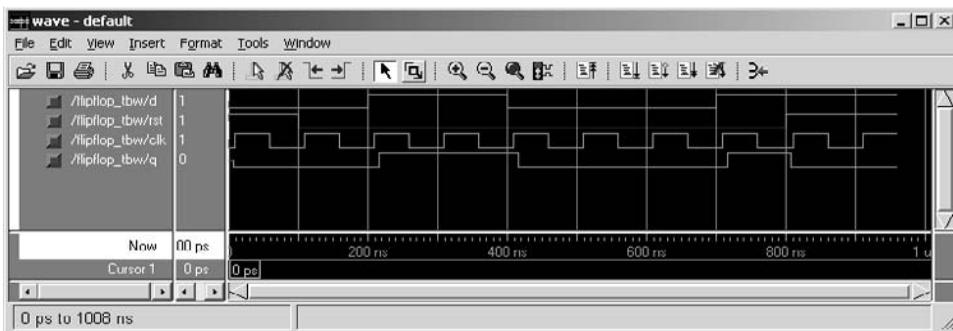 wave - default
File Edit View Insert Format Tools Window
/flipflop_tbw/d 1
/flipflop_tbw/rst 1
/flipflop_tbw/clk 1
/flipflop_tbw/q 0
Now 00 ps
200 ns 400 ns 600 ns 800 ns 1 u
Cursor 1 0 ps 0 ps
0 ps to 1008 ns